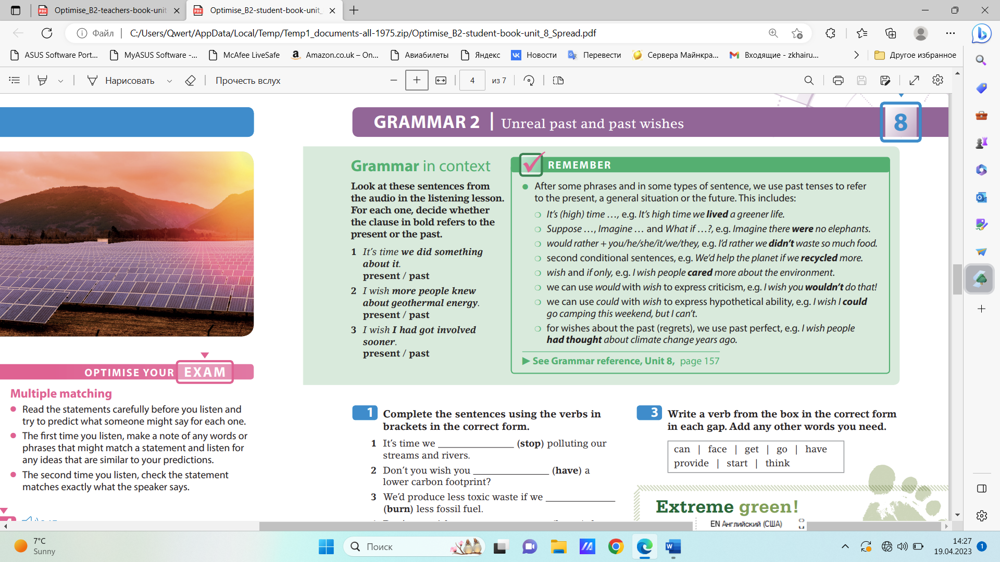 Optimise_B2-teachers-book-unit
Optimise_B2-student-book-unit_
Файл
C:/Users/Qwert/AppData/Local/Temp/Temp1_documents-all-1975.zip/Optimise_B2-student-book-unit_8_Spread.pdf
ASUS Software Port...
MyASUS Software -...
McAfee LiveSafe
Amazon.co.uk – On...
Авиабилеты
Яндекс
Новости
Перевести
Сервера Майнкра...
Входящие - zkhairu...
Другое избранное
Нарисовать
Прочесть вслух
4 из 7
GRAMMAR 2 | Unreal past and past wishes
8
Grammar in context
Look at these sentences from
the audio in the listening lesson.
For each one, decide whether
the clause in bold refers to the
present or the past.
1 It's time we did something
about it.
present / past
2 I wish more people knew
about geothermal energy.
present / past
3 I wish I had got involved
sooner.
present / past
REMEMBER
After some phrases and in some types of sentence, we use past tenses to refer
to the present, a general situation or the future. This includes:
It's (high) time …, e.g. It's high time we lived a greener life.
Suppose …, Imagine … and What if …?, e.g. Imagine there were no elephants.
would rather + you/he/she/it/we/they, e.g. I'd rather we didn't waste so much food.
second conditional sentences, e.g. We'd help the planet if we recycled more.
wish and if only, e.g. I wish people cared more about the environment.
we can use would with wish to express criticism, e.g. I wish you wouldn't do that!
we can use could with wish to express hypothetical ability, e.g. I wish I could
go camping this weekend, but I can't.
for wishes about the past (regrets), we use past perfect, e.g. I wish people
had thought about climate change years ago.
▶ See Grammar reference, Unit 8, page 157
OPTIMISE YOUR EXAM
Multiple matching
Read the statements carefully before you listen and
try to predict what someone might say for each one.
The first time you listen, make a note of any words or
phrases that might match a statement and listen for
any ideas that are similar to your predictions.
The second time you listen, check the statement
matches exactly what the speaker says.
1 Complete the sentences using the verbs in
brackets in the correct form.
1 It's time we ______________ (stop) polluting our
streams and rivers.
2 Don't you wish you ______________ (have) a
lower carbon footprint?
3 We'd produce less toxic waste if we _____________
(burn) less fossil fuel.
3 Write a verb from the box in the correct form
in each gap. Add any other words you need.
can | face | get | go | have
provide | start | think
Extreme green!
EN Английский (США)
7°C
Sunny
Поиск
14:27
19.04.2023
1